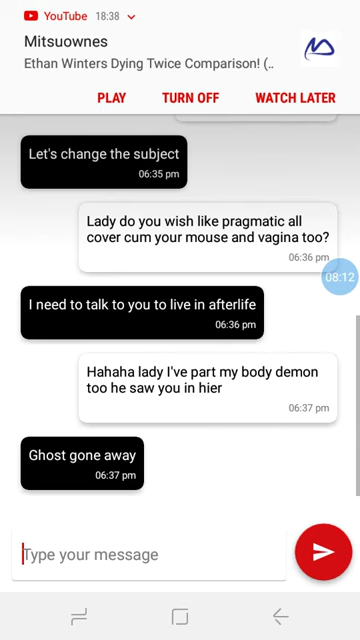 YouTube 18:38
Mitsuownes
Ethan Winters Dying Twice Comparison! (..
PLAY TURN OFF WATCH LATER
Let's change the subject
06:35 pm
Lady do you wish like pragmatic all
cover cum your mouse and vagina too?
06:36 pm
08:12
I need to talk to you to live in afterlife
06:36 pm
Hahaha lady I've part my body demon
too he saw you in hier
06:37 pm
Ghost gone away
06:37 pm
Type your message